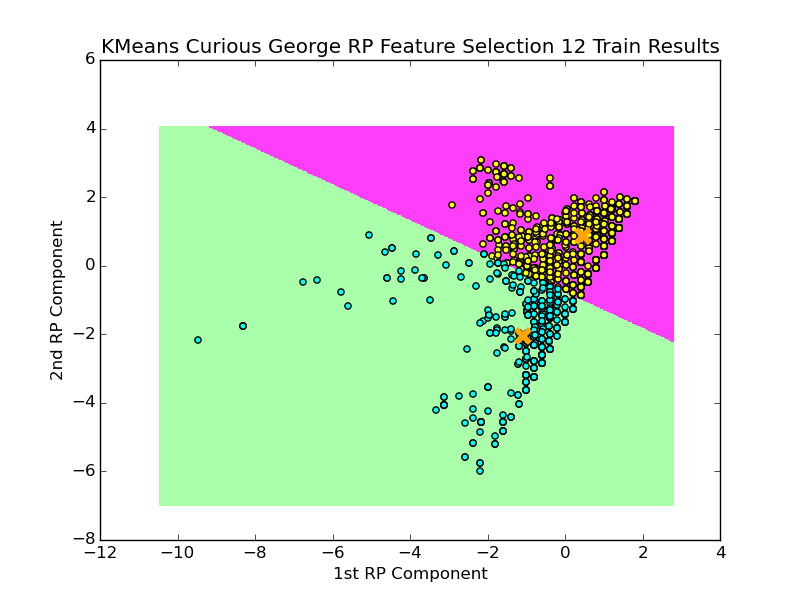 KMeans Curious George RP Feature Selection 12 Train Results
6
4
2
0
−2
−4
−6
−8
2nd RP Component
−12 −10 −8 −6 −4 −2 0 2 4
1st RP Component